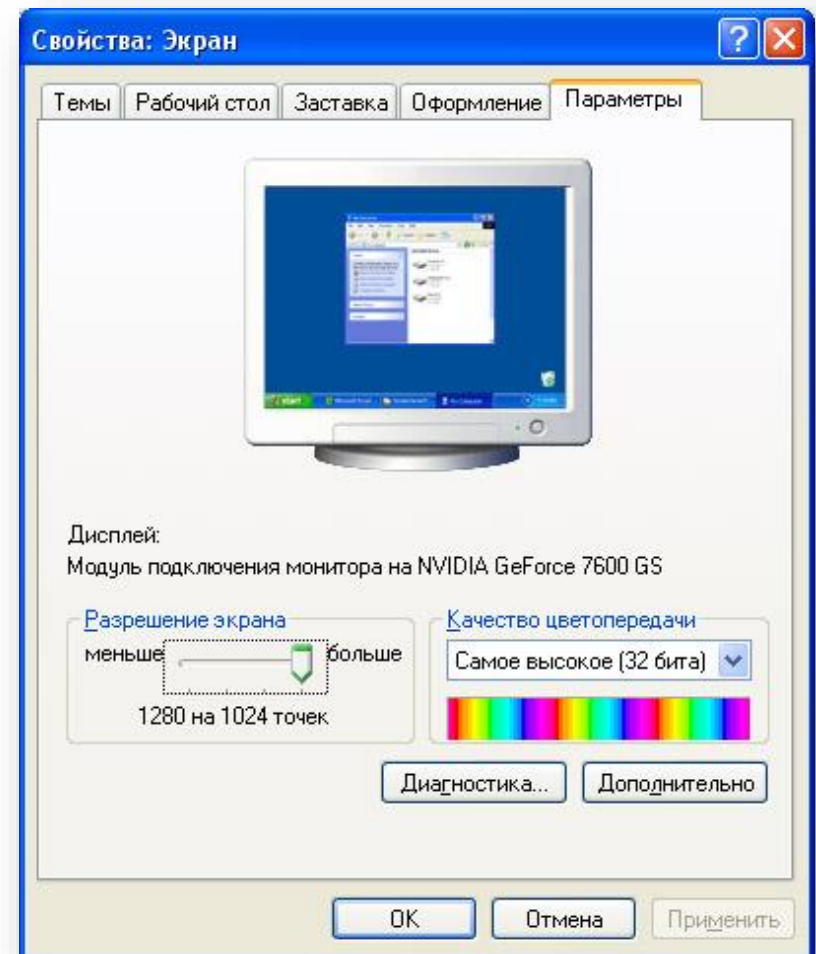 Свойства: Экран
Темы Рабочий стол Заставка Оформление Параметры
Дисплей:
Модуль подключения монитора на NVIDIA GeForce 7600 GS
Разрешение экрана Качество цветопередачи
меньше больше Самое высокое (32 бита)
1280 на 1024 точек
Диагностика... Дополнительно
OK Отмена Применить